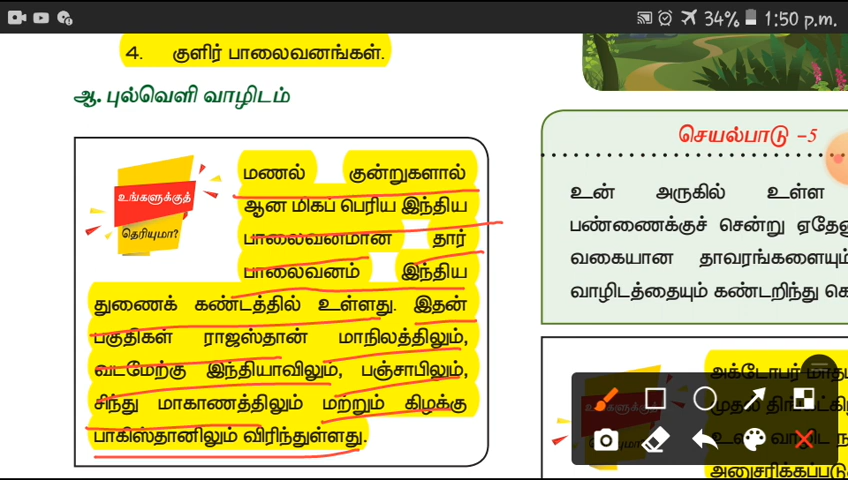 34% 1:50 p.m.
4. குளிர் பாலைவனங்கள்.
ஆ. புல்வெளி வாழிடம்
உங்களுக்குத்
தெரியுமா?
மணல் குன்றுகளால்
ஆன மிகப் பெரிய இந்திய
பாலைவனமான தார்
பாலைவனம் இந்திய
துணைக் கண்டத்தில் உள்ளது. இதன்
பகுதிகள் ராஜஸ்தான் மாநிலத்திலும்,
வடமேற்கு இந்தியாவிலும், பஞ்சாபிலும்,
சிந்து மாகாணத்திலும் மற்றும் கிழக்கு
பாகிஸ்தானிலும் விரிந்துள்ளது.
செயல்பாடு -5
உன் அருகில் உள்ள
பண்ணைக்குச் சென்று
வகையான தாவரங்களையும்
வாழிடத்தையும் கண்டறிந்து
அக்டோபர்